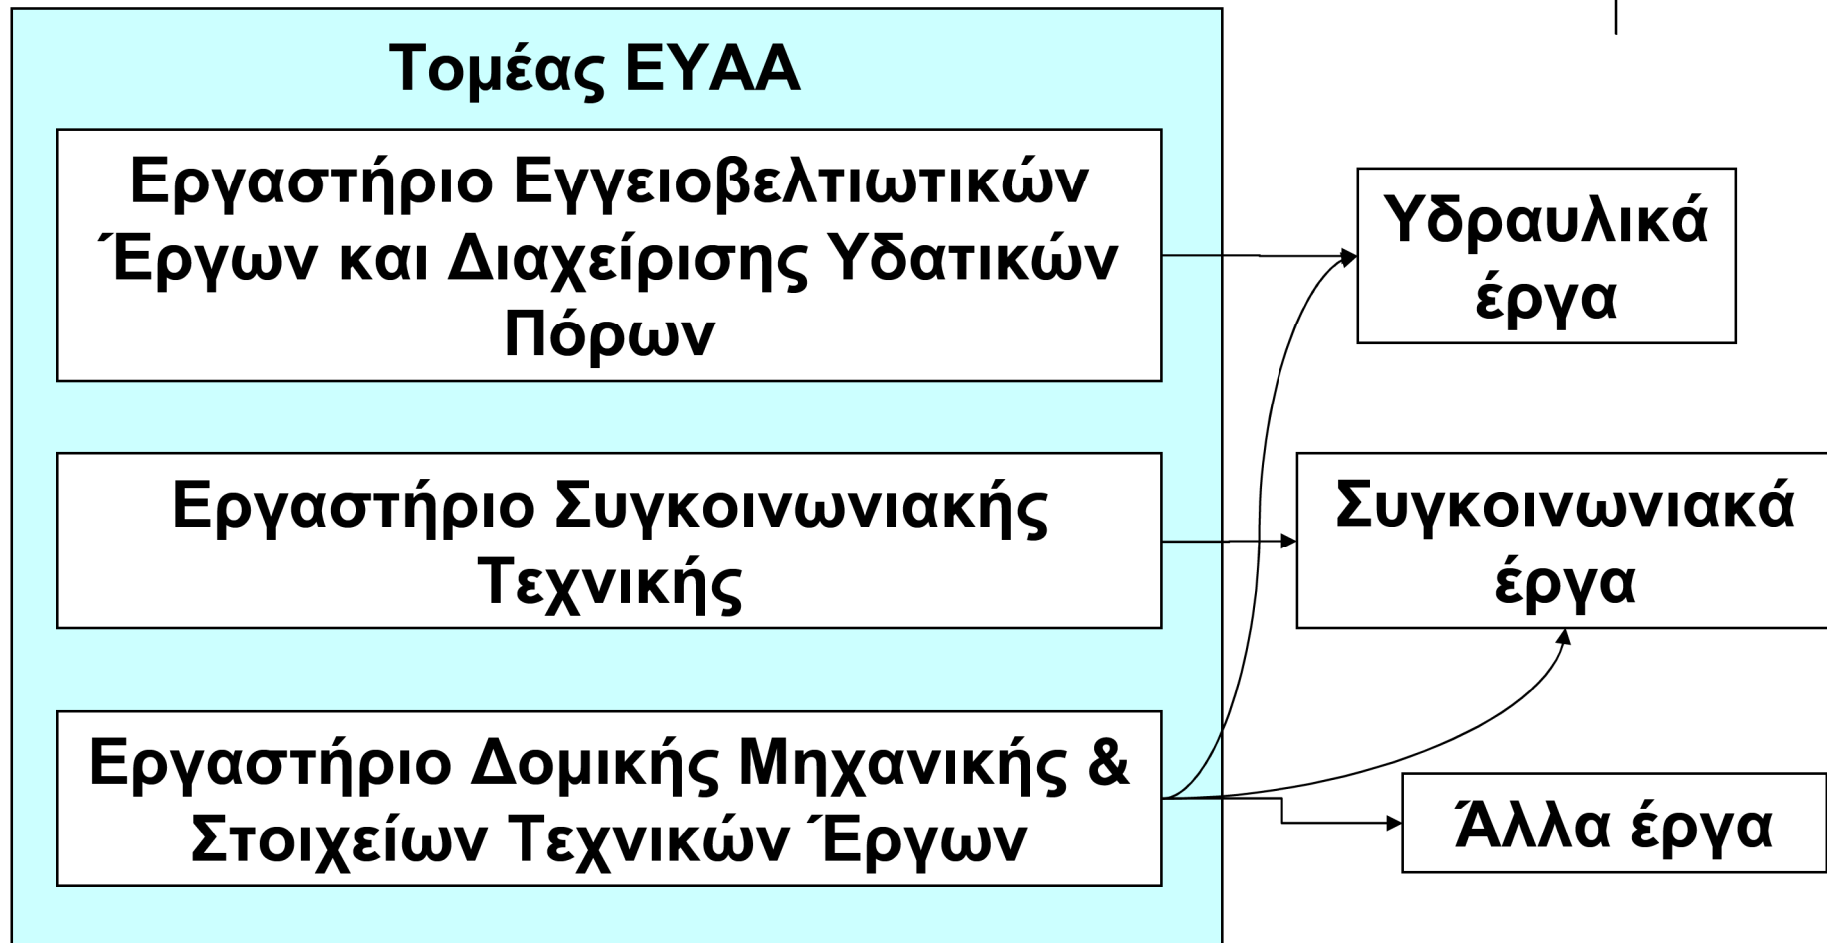 Τομέας ΕΥΑΑ
Εργαστήριο Εγγειοβελτιωτικών
Έργων και Διαχείρισης Υδατικών
Πόρων
Υδραυλικά
έργα
Εργαστήριο Συγκοινωνιακής
Τεχνικής
Συγκοινωνιακά
έργα
Εργαστήριο Δομικής Μηχανικής &
Στοιχείων Τεχνικών Έργων
Άλλα έργα